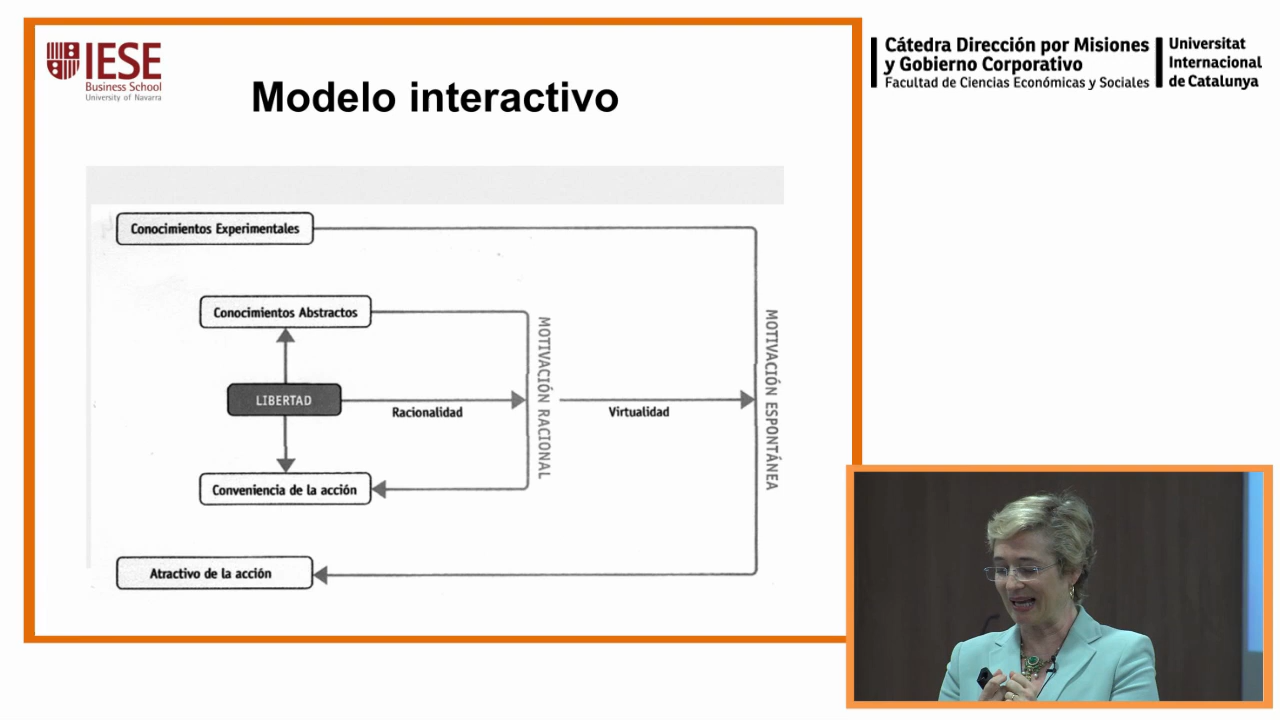 IESE
Business School
University of Navarra
Modelo interactivo
Cátedra Dirección por Misiones
y Gobierno Corporativo
Facultad de Ciencias Económicas y Sociales
Universitat
Internacional
de Catalunya
Conocimientos Experimentales
Conocimientos Abstractos
LIBERTAD
Racionalidad
MOTIVACIÓN RACIONAL
Virtualidad
MOTIVACIÓN ESPONTÁNEA
Conveniencia de la acción
Atractivo de la acción